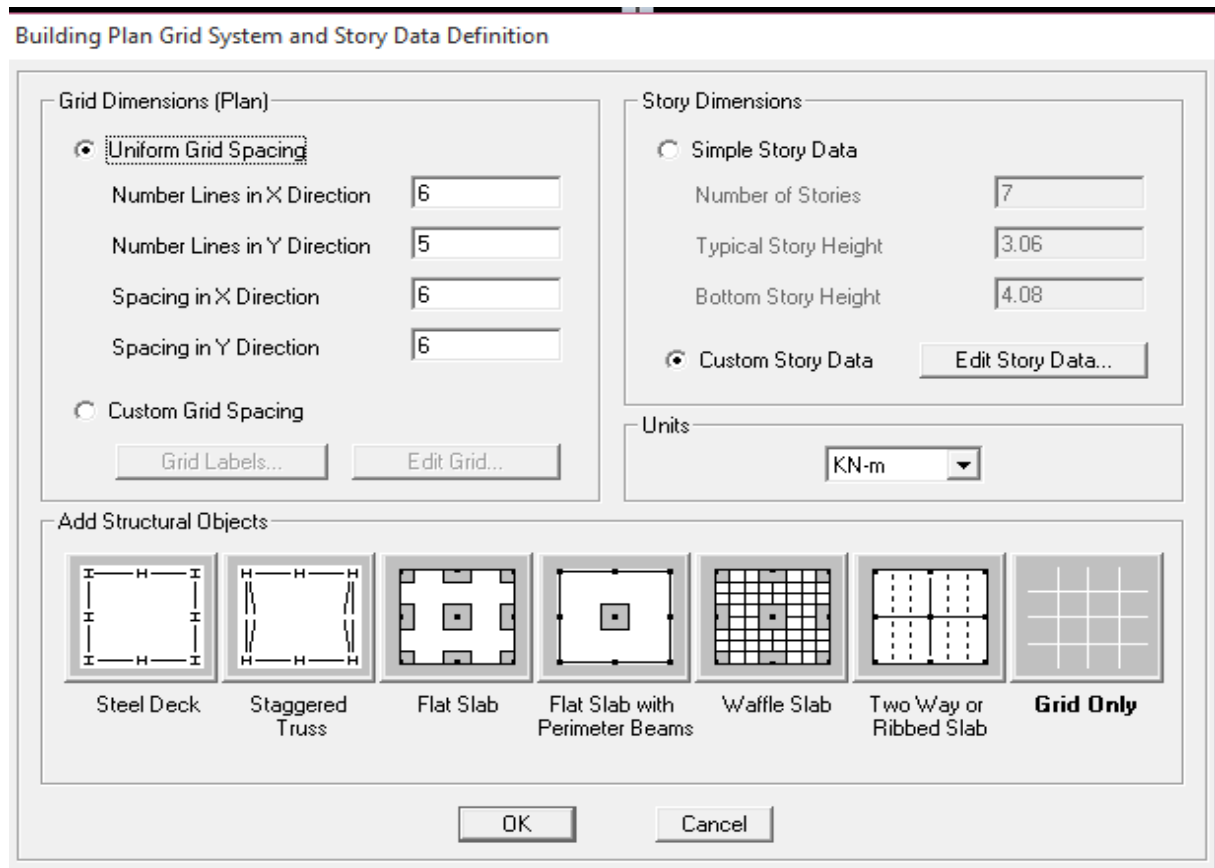 Building Plan Grid System and Story Data Definition
Grid Dimensions (Plan)
Uniform Grid Spacing
Number Lines in X Direction 6
Number Lines in Y Direction 5
Spacing in X Direction 6
Spacing in Y Direction 6
Custom Grid Spacing
Grid Labels... Edit Grid...
Story Dimensions
Simple Story Data
Number of Stories 7
Typical Story Height 3.06
Bottom Story Height 4.08
Custom Story Data Edit Story Data...
Units
KN-m
Add Structural Objects
Steel Deck
Staggered
Truss
Flat Slab
Flat Slab with
Perimeter Beams
Waffle Slab
Two Way or
Ribbed Slab
Grid Only
OK Cancel